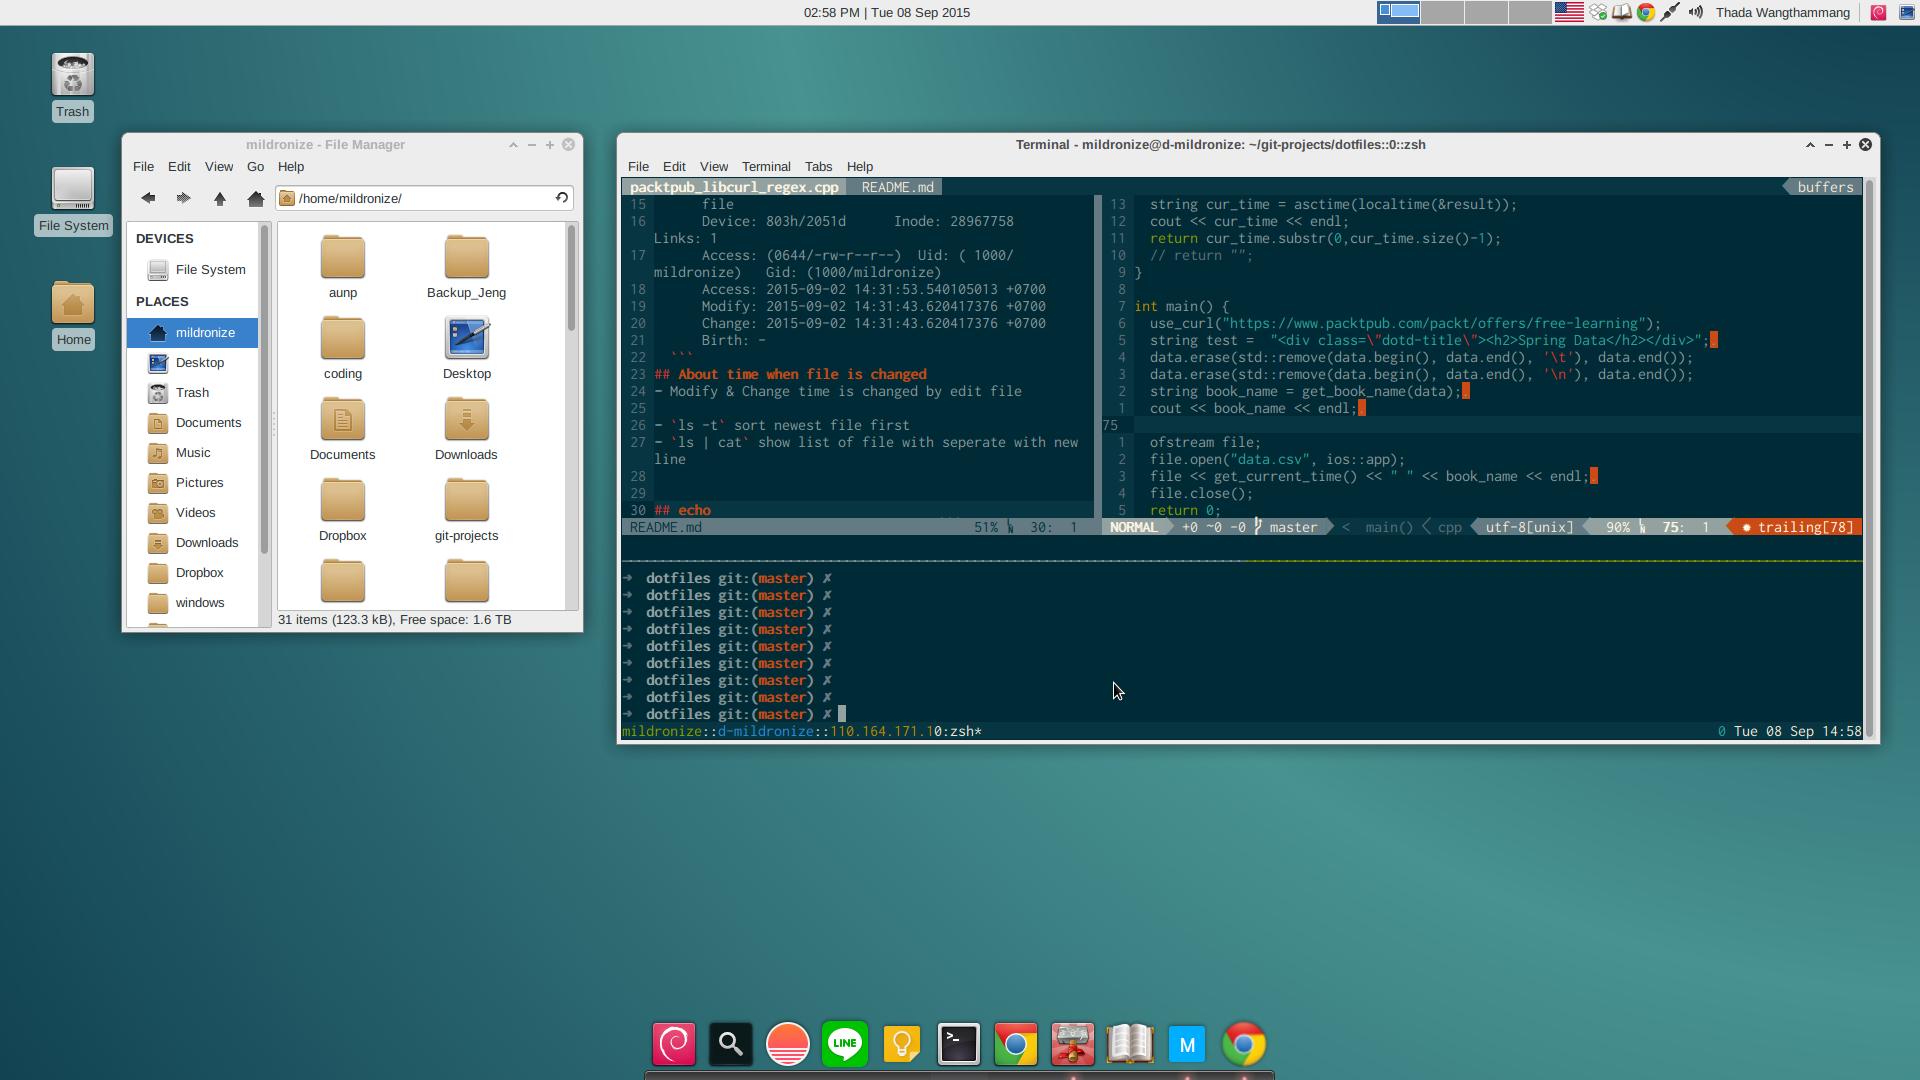 02:58 PM | Tue 08 Sep 2015
Thada Wangthammang
Trash
File System
Home
mildronize - File Manager
File Edit View Go Help
/home/mildronize/
DEVICES
File System
PLACES
mildronize
Desktop
Trash
Documents
Music
Pictures
Videos
Downloads
Dropbox
windows
aunp
Backup_Jeng
coding
Desktop
Documents
Downloads
Dropbox
git-projects
31 items (123.3 kB), Free space: 1.6 TB
Terminal - mildronize@d-mildronize: ~/git-projects/dotfiles::0::zsh
File Edit View Terminal Tabs Help
packtpub_libcurl_regex.cpp README.md
buffers
15 file
16 Device: 803h/2051d Inode: 28967758
Links: 1
17 Access: (0644/-rw-r--r--) Uid: ( 1000/
mildronize) Gid: (1000/mildronize)
18 Access: 2015-09-02 14:31:53.540105013 +0700
19 Modify: 2015-09-02 14:31:43.620417376 +0700
20 Change: 2015-09-02 14:31:43.620417376 +0700
21 Birth: -
22 ```
23 ## About time when file is changed
24 - Modify & Change time is changed by edit file
25
26 - `ls -t` sort newest file first
27 - `ls | cat` show list of file with seperate with new
line
28
29
30 ## echo
README.md 51% 30: 1
13 string cur_time = asctime(localtime(&result));
12 cout << cur_time << endl;
11 return cur_time.substr(0,cur_time.size()-1);
10 // return "";
9 }
8
7 int main() {
6 use_curl("https://www.packtpub.com/packt/offers/free-learning");
5 string test = "<div class=\"dotd-title\"><h2>Spring Data</h2></div>";
4 data.erase(std::remove(data.begin(), data.end(), '\t'), data.end());
3 data.erase(std::remove(data.begin(), data.end(), '\n'), data.end());
2 string book_name = get_book_name(data);
1 cout << book_name << endl;
75
1 ofstream file;
2 file.open("data.csv", ios::app);
3 file << get_current_time() << " " << book_name << endl;
4 file.close();
5 return 0;
NORMAL +0 ~0 -0 master < main() < cpp utf-8[unix] 90% 75: 1 trailing[78]
➜ dotfiles git:(master) ✗
➜ dotfiles git:(master) ✗
➜ dotfiles git:(master) ✗
➜ dotfiles git:(master) ✗
➜ dotfiles git:(master) ✗
➜ dotfiles git:(master) ✗
➜ dotfiles git:(master) ✗
➜ dotfiles git:(master) ✗
➜ dotfiles git:(master) ✗
mildronize::d-mildronize::110.164.171.10:zsh*
0 Tue 08 Sep 14:58
LINE
>_
M